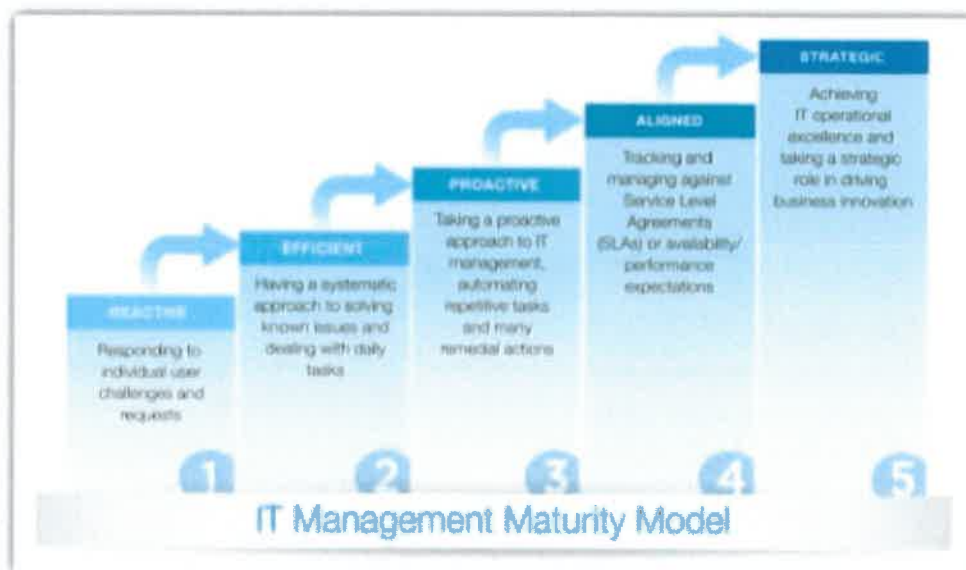 REACTIVE
Responding to
individual user
challenges and
requests
1
EFFICIENT
Having a systematic
approach to solving
known issues and
dealing with daily
tasks
2
PROACTIVE
Taking a proactive
approach to IT
management,
automating
repetitive tasks
and many
remedial actions
3
ALIGNED
Tracking and
managing against
Service Level
Agreements
(SLAs) or availability/
performance
expectations
4
STRATEGIC
Achieving
IT operational
excellence and
taking a strategic
role in driving
business innovation
5
IT Management Maturity Model